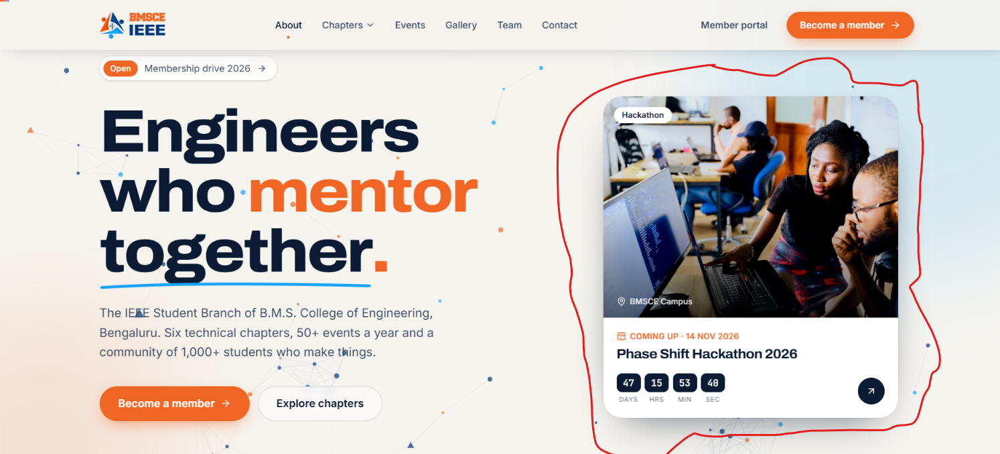 BMSCE
IEEE
About
Chapters
Events
Gallery
Team
Contact
Member portal
Become a member
Open Membership drive 2026
Engineers
who mentor
together.
The IEEE Student Branch of B.M.S. College of Engineering,
Bengaluru. Six technical chapters, 50+ events a year and a
community of 1,000+ students who make things.
Become a member
Explore chapters
Hackathon
BMSCE Campus
COMING UP · 14 NOV 2026
Phase Shift Hackathon 2026
47 15 53 40
DAYS HRS MIN SEC